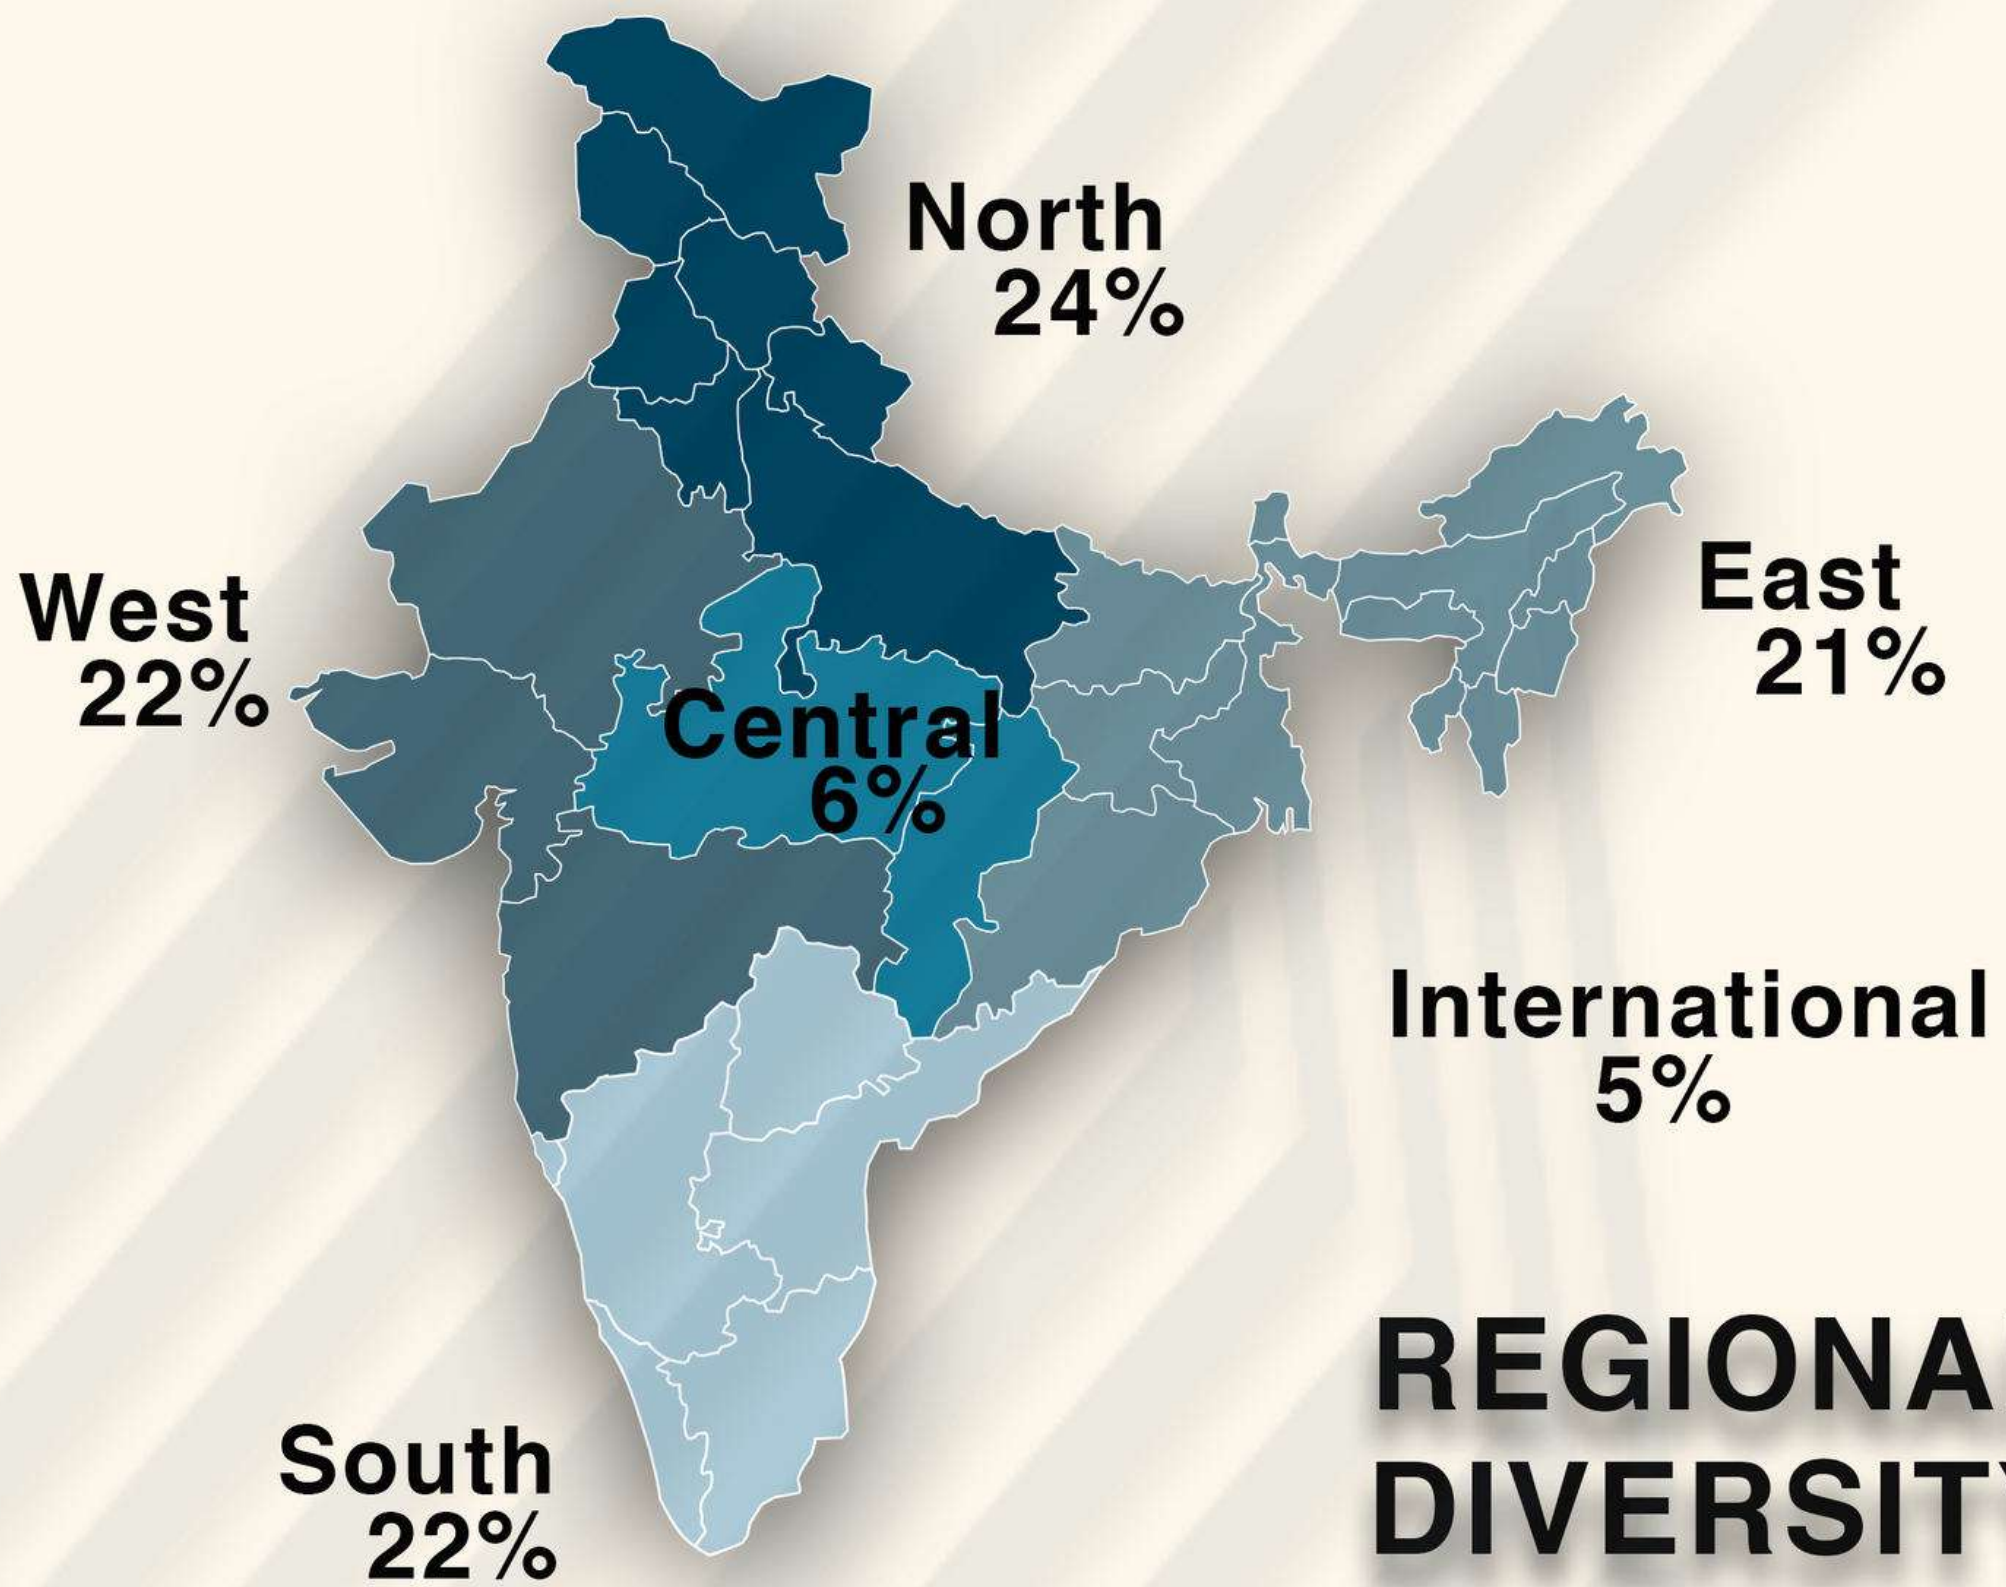 North
24%
West
22%
East
21%
Central
6%
International
5%
South
22%
REGIONA
DIVERSIT